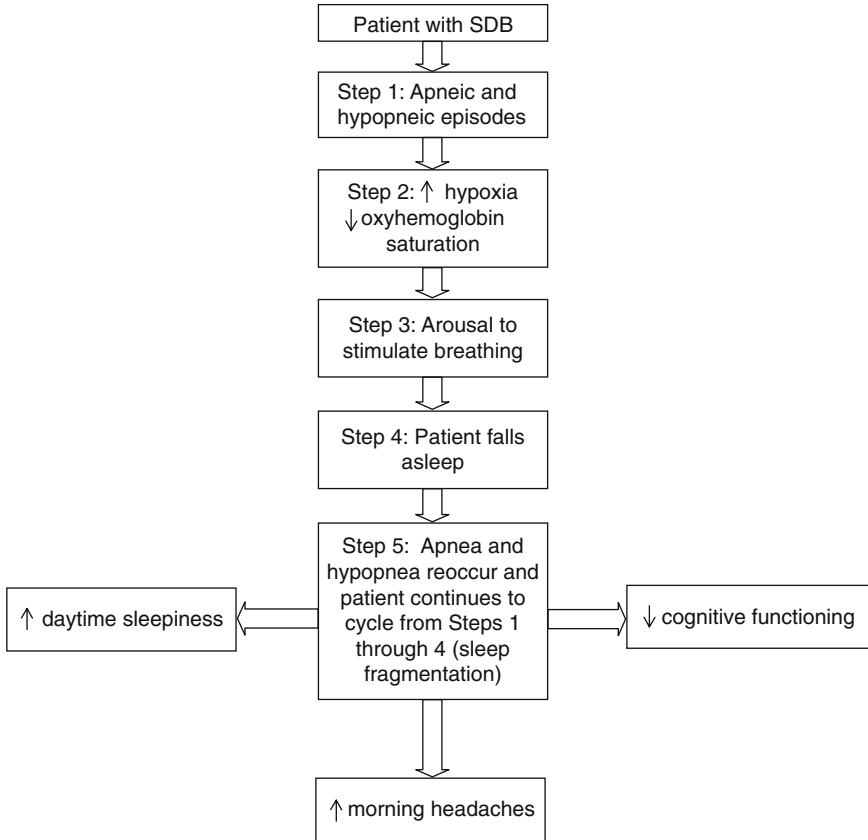 Patient with SDB
Step 1: Apneic and
hypopneic episodes
Step 2: ↑ hypoxia
↓ oxyhemoglobin
saturation
Step 3: Arousal to
stimulate breathing
Step 4: Patient falls
asleep
Step 5: Apnea and
hypopnea reoccur and
patient continues to
cycle from Steps 1
through 4 (sleep
fragmentation)
↑ daytime sleepiness
↓ cognitive functioning
↑ morning headaches